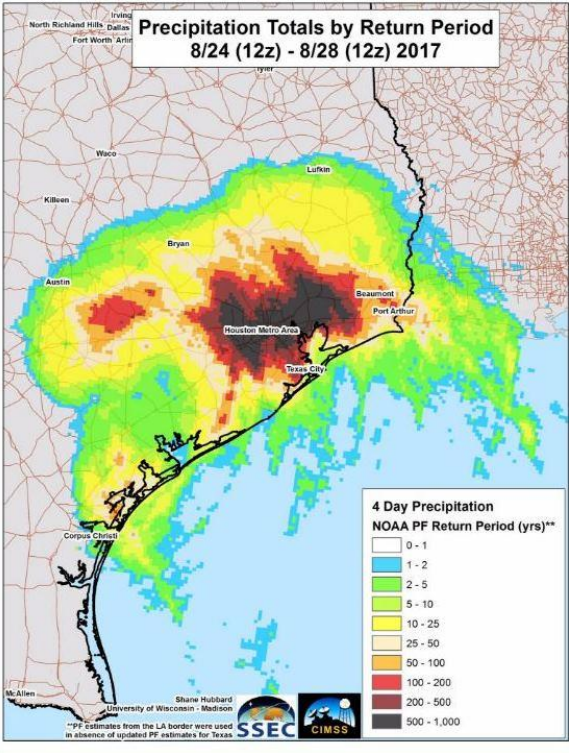 Irving
North Richland Hills Dallas
Fort Worth Arlin
Precipitation Totals by Return Period
8/24 (12z) - 8/28 (12z) 2017
Tyler
Waco
Lufkin
Killeen
Bryan
Austin
Beaumont
Port Arthur
Houston Metro Area
Texas City
Corpus Christi
McAllen
4 Day Precipitation
NOAA PF Return Period (yrs)**
0 - 1
1 - 2
2 - 5
5 - 10
10 - 25
25 - 50
50 - 100
100 - 200
200 - 500
500 - 1,000
Shane Hubbard
University of Wisconsin - Madison
**PF estimates from the LA border were used
in absence of updated PF estimates for Texas
SSEC
CIMSS